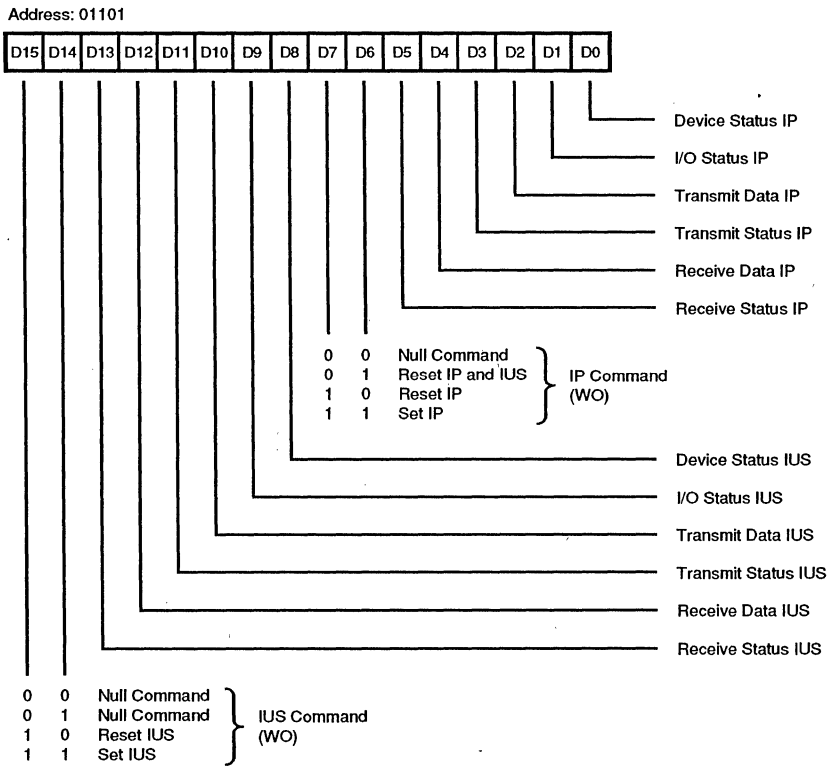 Address: 01101
D15 D14 D13 D12 D11 D10 D9 D8 D7 D6 D5 D4 D3 D2 D1 D0
Device Status IP
I/O Status IP
Transmit Data IP
Transmit Status IP
Receive Data IP
Receive Status IP
0 0 Null Command
0 1 Reset IP and IUS
1 0 Reset IP
1 1 Set IP
IP Command
(WO)
Device Status IUS
I/O Status IUS
Transmit Data IUS
Transmit Status IUS
Receive Data IUS
Receive Status IUS
0 0 Null Command
0 1 Null Command
1 0 Reset IUS
1 1 Set IUS
IUS Command
(WO)